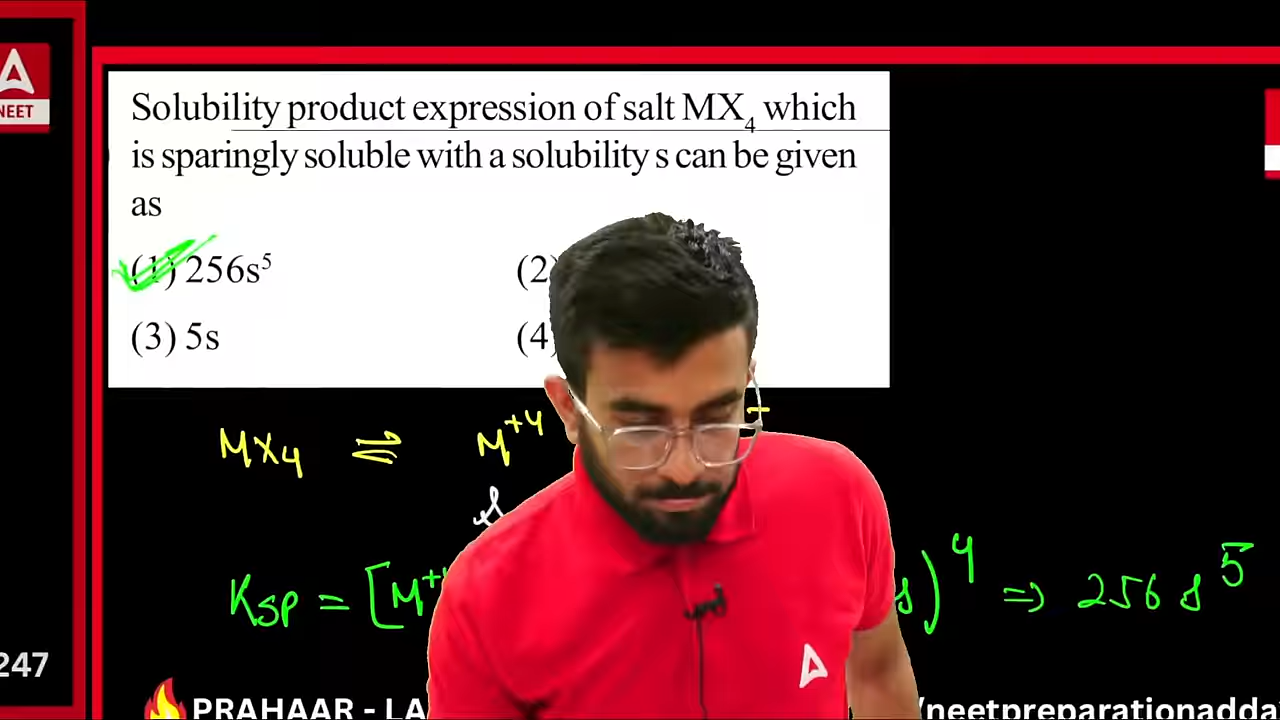 NEET
Solubility product expression of salt MX₄ which
is sparingly soluble with a solubility s can be given
as
(1) 256s⁵ (2)
(3) 5s (4)
MX₄ ⇌ M⁺⁴ –
s
Ksp = [M⁺ s)⁴ ⇒ 256 s⁵
247
PRAHAAR - LA /neetpreparationadda